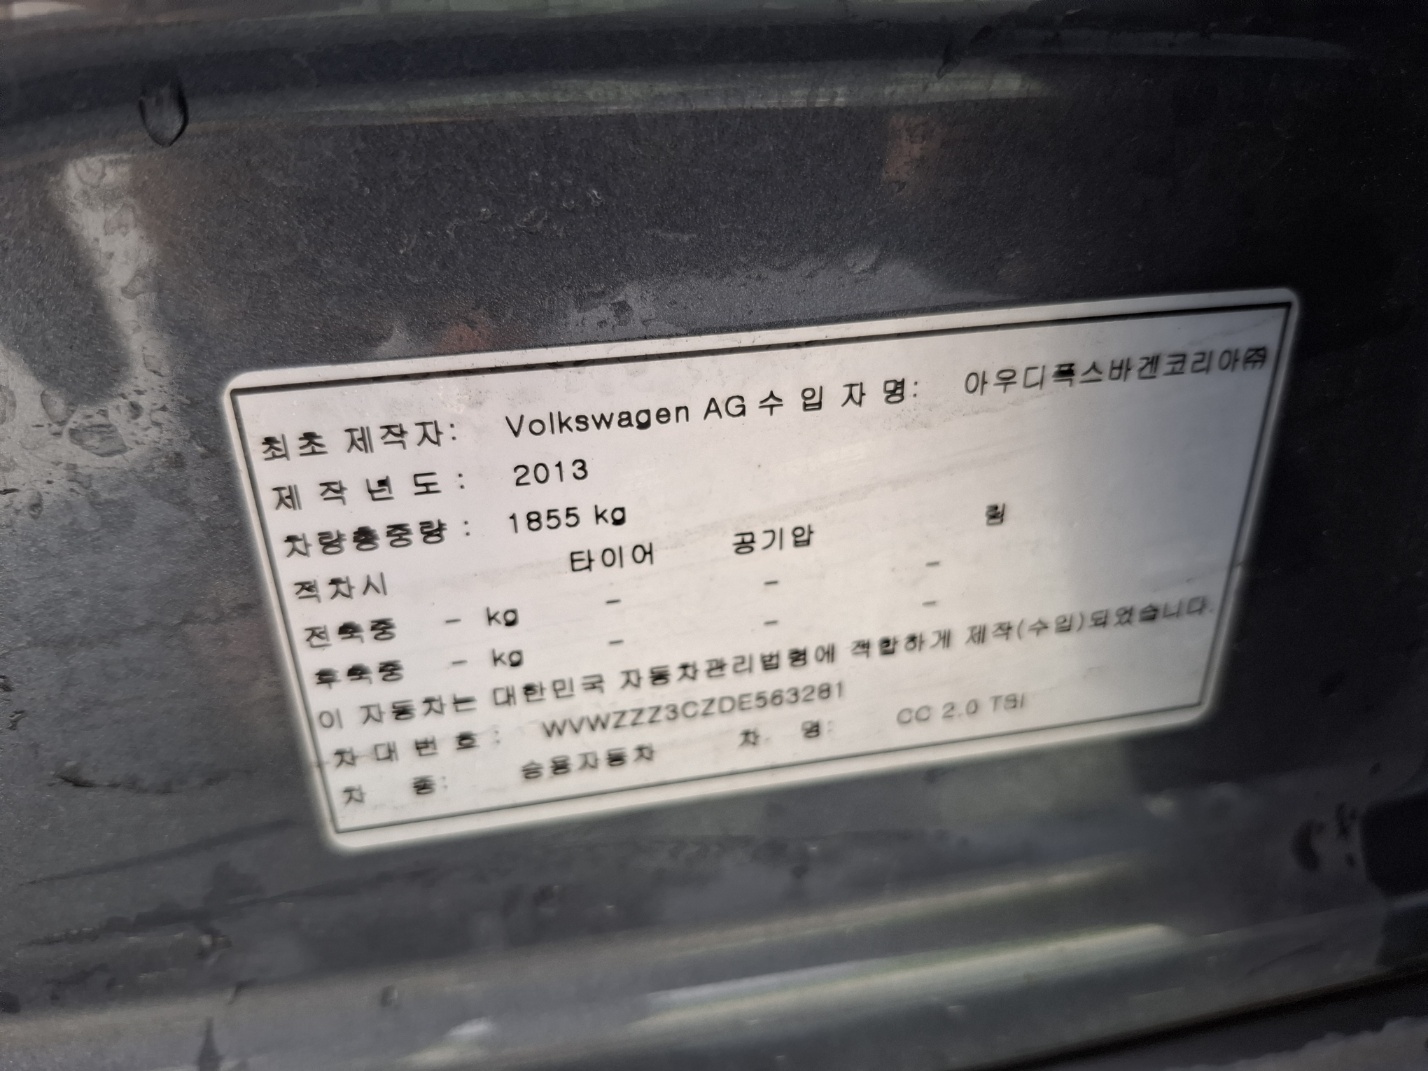 최초 제작자: Volkswagen AG 수 입 자 명: 아우디폭스바겐코리아㈜
제 작 년 도 : 2013
차량총중량 : 1855 kg
적차시 타이어 공기압 림
전축중 - kg - - -
후축중 - kg - - -
이 자동차는 대한민국 자동차관리법령에 적합하게 제작(수입)되었습니다.
차 대 번 호 : WVWZZZ3CZDE563281
차 종: 승용자동차 차 명: CC 2.0 TSI